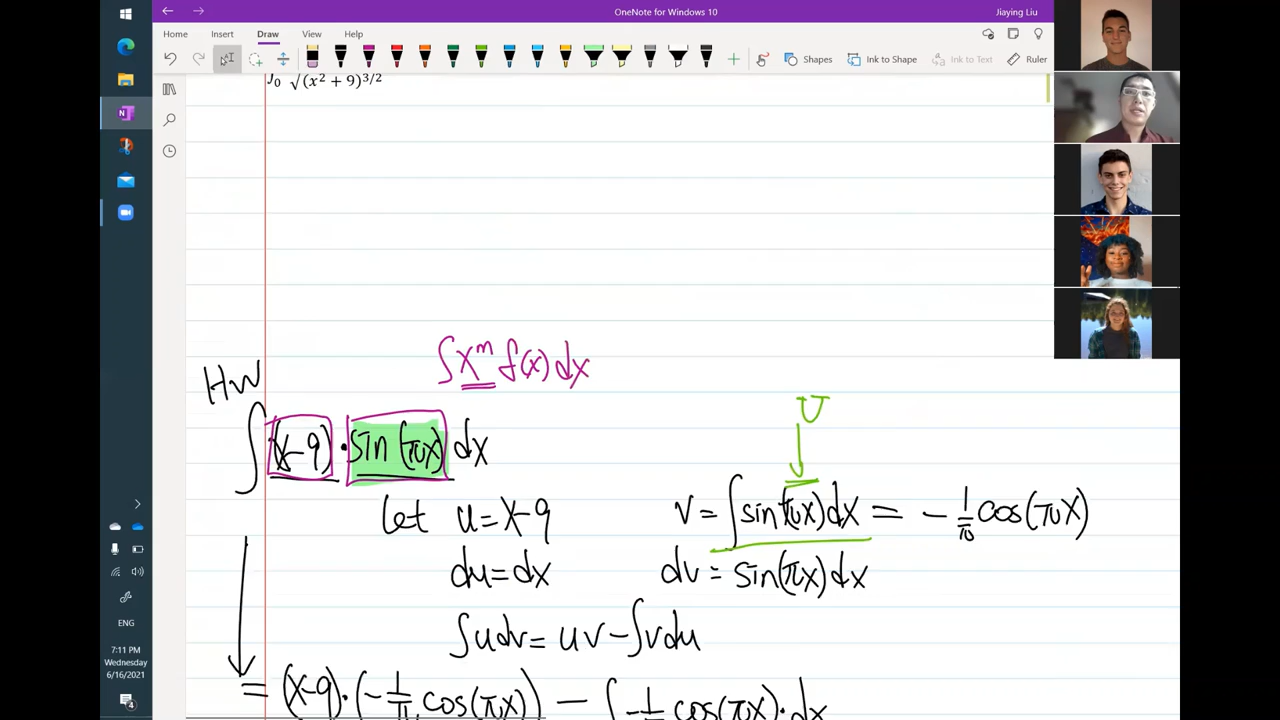 OneNote for Windows 10
Jiaying Liu
Home Insert Draw View Help
Shapes Ink to Shape Ink to Text Ruler
∫₀ √(x² + 9)^3/2
∫x^m f(x)dx
HW
∫(x-9)·sin(πx)dx
U
let u=x-9 v=∫sin(πx)dx = -1/π cos(πx)
du=dx dv=sin(πx)dx
∫udv=uv-∫vdu
=(x-9)·(-1/π cos(πx)) - ∫-1/π cos(πx)·dx
ENG
7:11 PM
Wednesday
6/16/2021
4